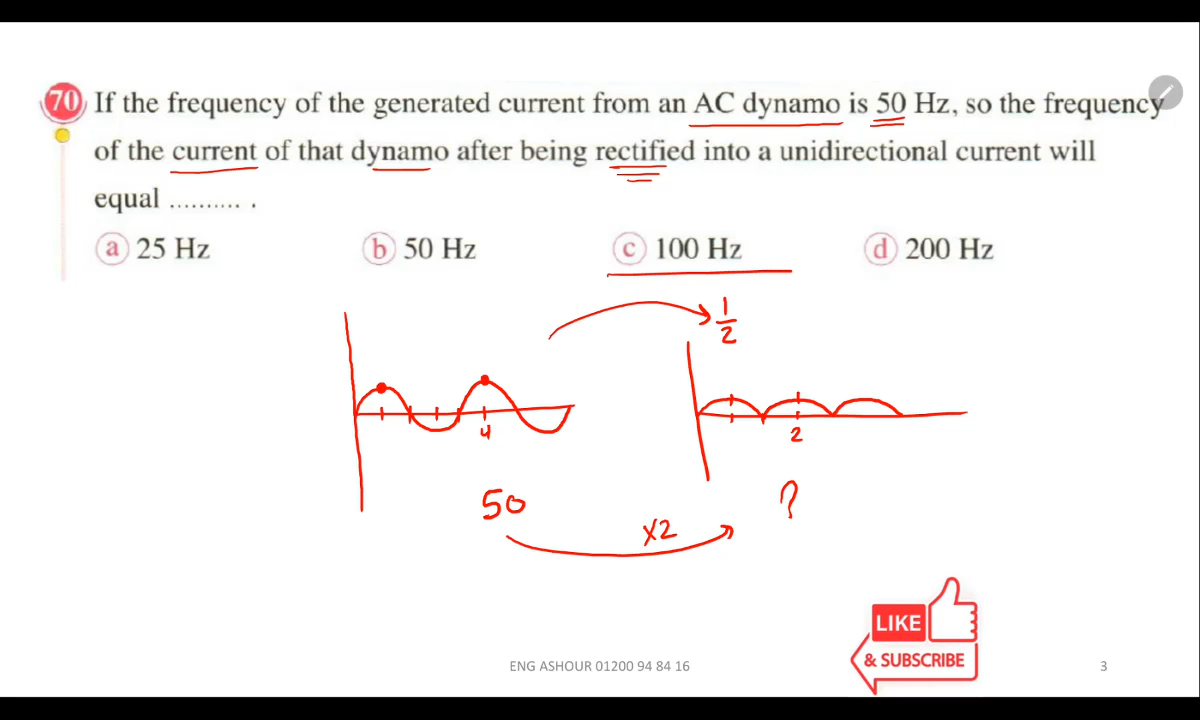 70 If the frequency of the generated current from an AC dynamo is 50 Hz, so the frequency
of the current of that dynamo after being rectified into a unidirectional current will
equal .......... .
a 25 Hz b 50 Hz c 100 Hz d 200 Hz
1/2
4
2
50
?
X2
LIKE
& SUBSCRIBE
ENG ASHOUR 01200 94 84 16
3